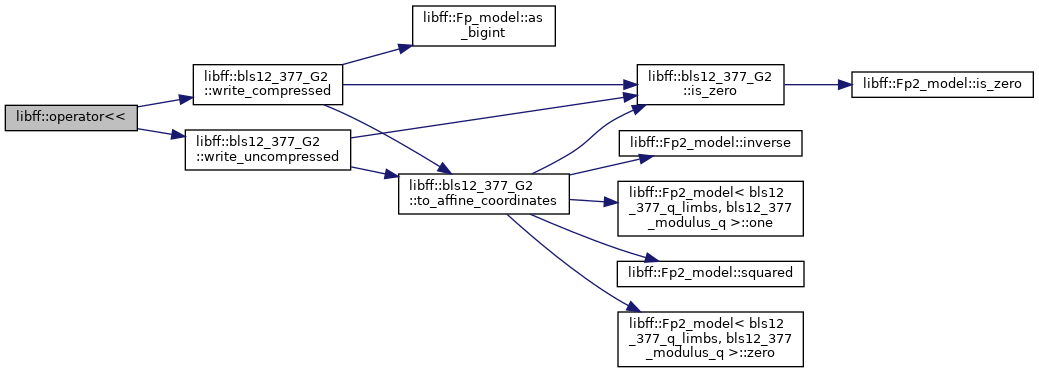 libff::operator<<
libff::bls12_377_G2
::write_compressed
libff::bls12_377_G2
::write_uncompressed
libff::Fp_model::as
_bigint
libff::bls12_377_G2
::to_affine_coordinates
libff::bls12_377_G2
::is_zero
libff::Fp2_model::inverse
libff::Fp2_model< bls12
_377_q_limbs, bls12_377
_modulus_q >::one
libff::Fp2_model::squared
libff::Fp2_model< bls12
_377_q_limbs, bls12_377
_modulus_q >::zero
libff::Fp2_model::is_zero